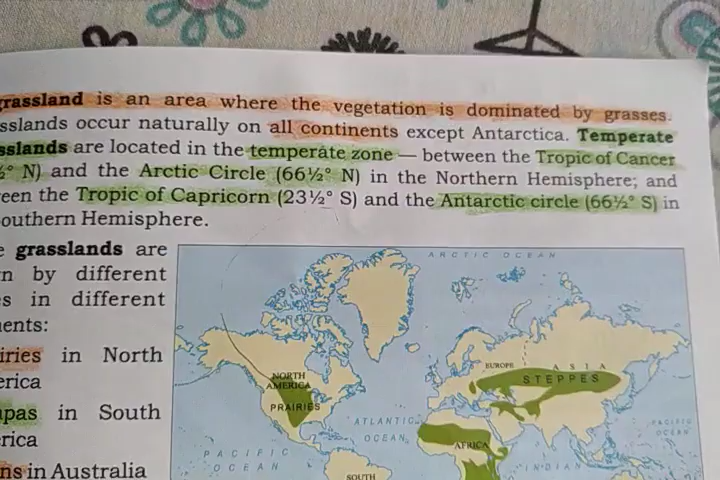 grassland is an area where the vegetation is dominated by grasses.
sslands occur naturally on all continents except Antarctica. Temperate
sslands are located in the temperate zone — between the Tropic of Cancer
½° N) and the Arctic Circle (66½° N) in the Northern Hemisphere; and
een the Tropic of Capricorn (23½° S) and the Antarctic circle (66½° S) in
outhern Hemisphere.
e grasslands are
n by different
s in different
ents:
iries in North
erica
pas in South
rica
ns in Australia
ARCTIC OCEAN
EUROPE
ASIA
STEPPES
NORTH
AMERICA
PRAIRIES
ATLANTIC
OCEAN
PACIFIC
OCEAN
AFRICA
PACIFIC
OCEAN
INDIAN
SOUTH